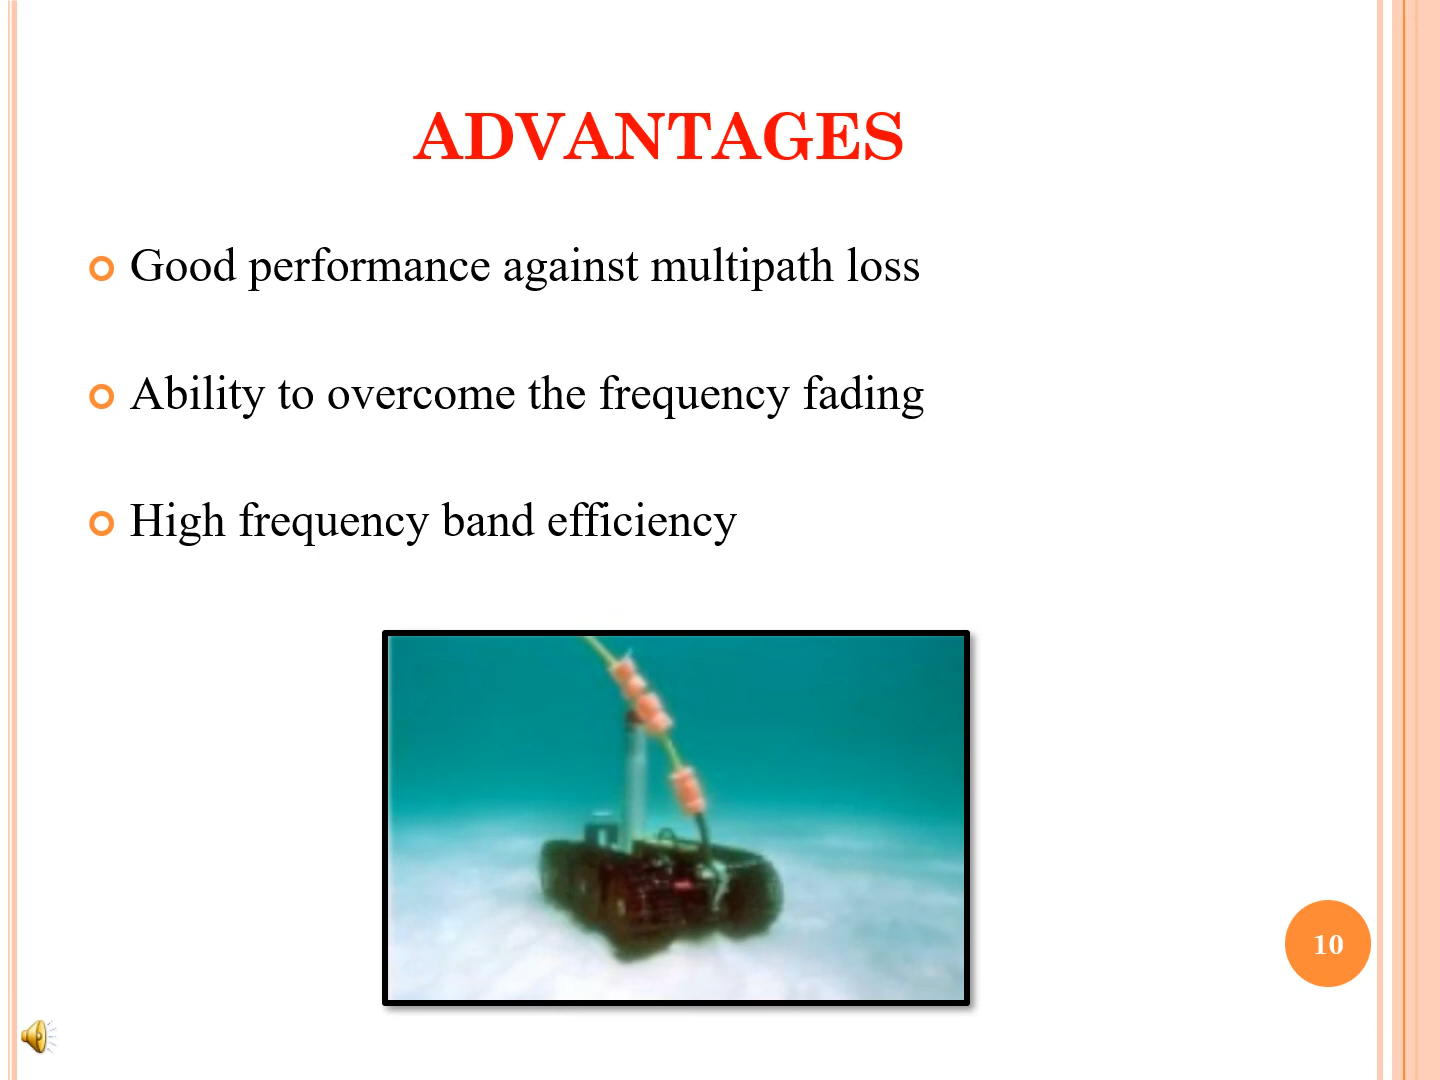 ADVANTAGES
Good performance against multipath loss
Ability to overcome the frequency fading
High frequency band efficiency
10